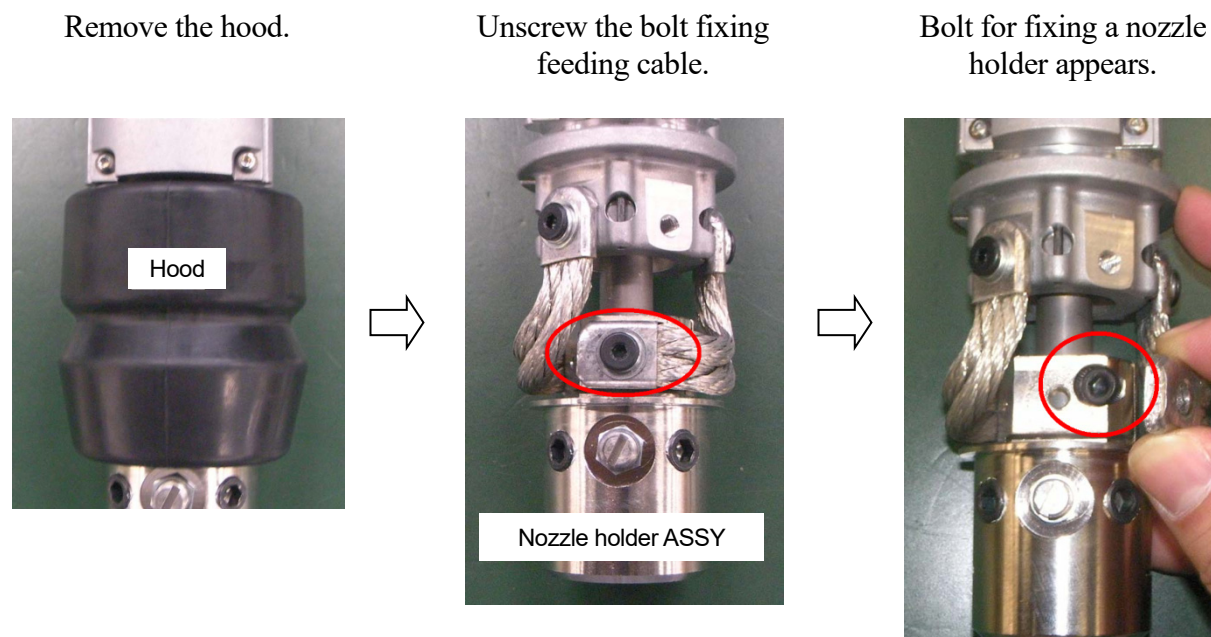 Remove the hood.
Unscrew the bolt fixing
feeding cable.
Bolt for fixing a nozzle
holder appears.
Hood
Nozzle holder ASSY